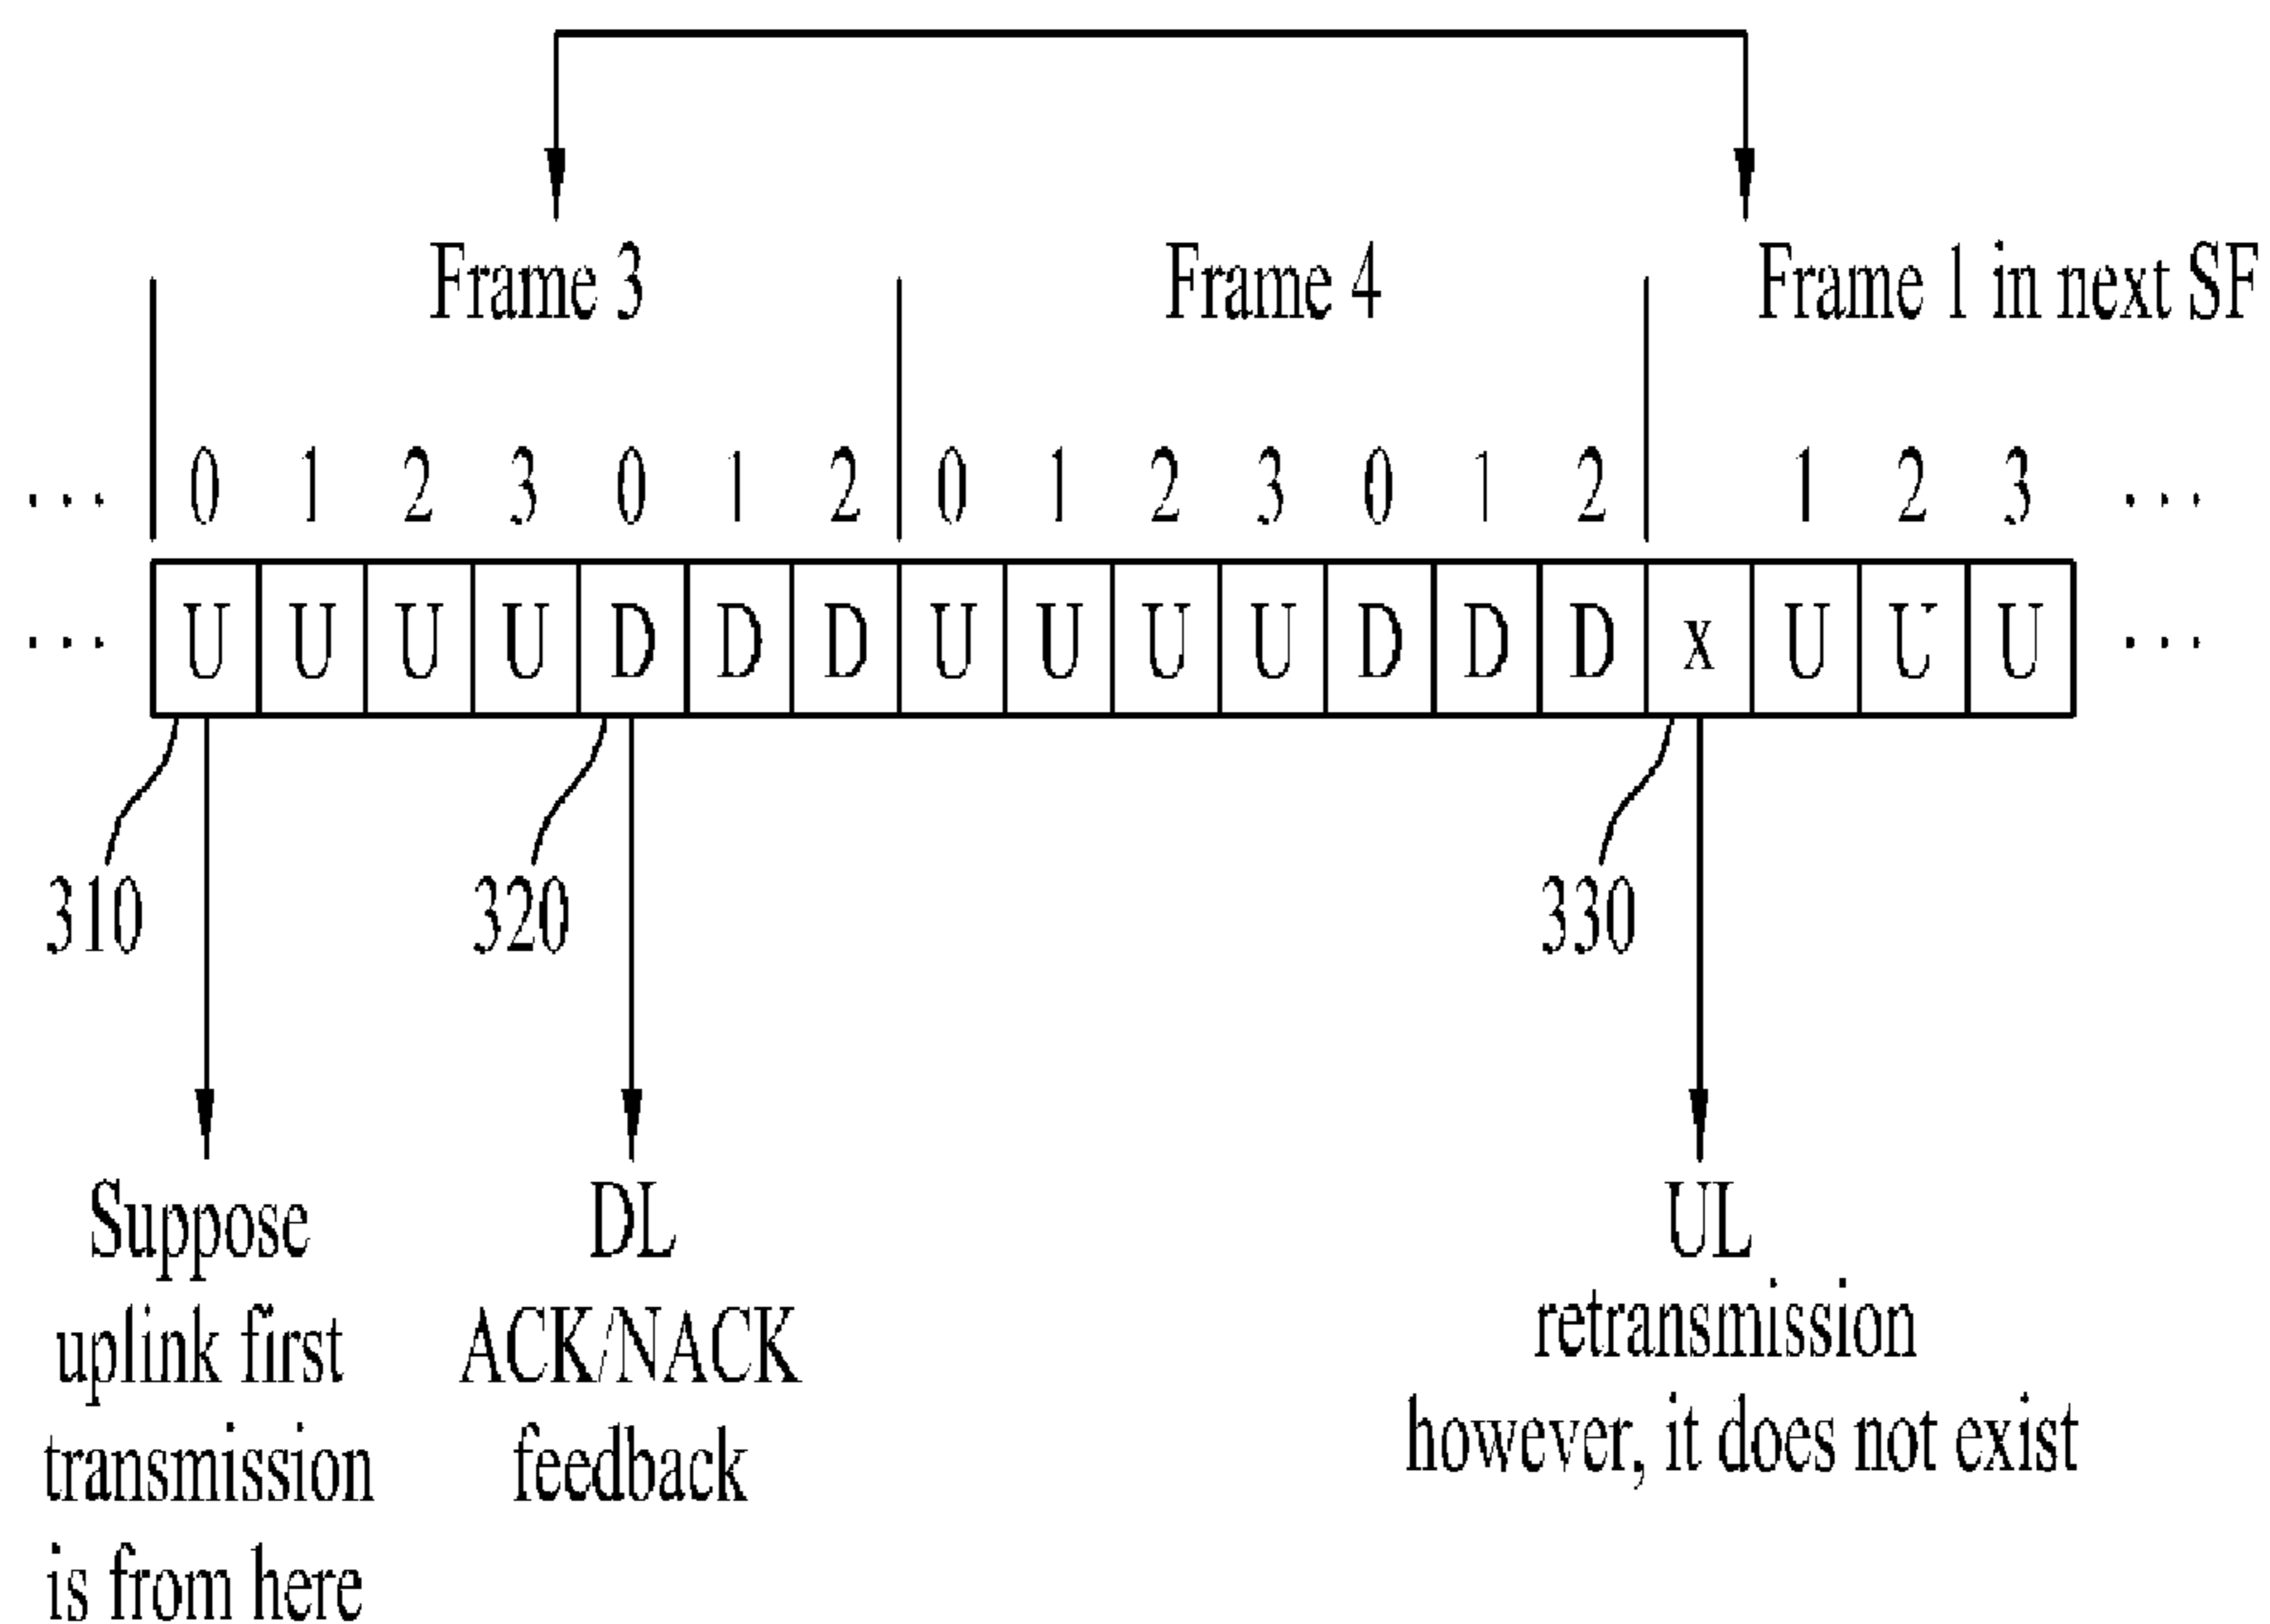 Frame 3 Frame 4 Frame 1 in next SF
... 0 1 2 3 0 1 2 0 1 2 3 0 1 2 1 2 3 ...
... U U U U D D D U U U U D D D x U U U ...
310 320 330
Suppose
uplink first
transmission
is from here
DL
ACK/NACK
feedback
UL
retransmission
however, it does not exist